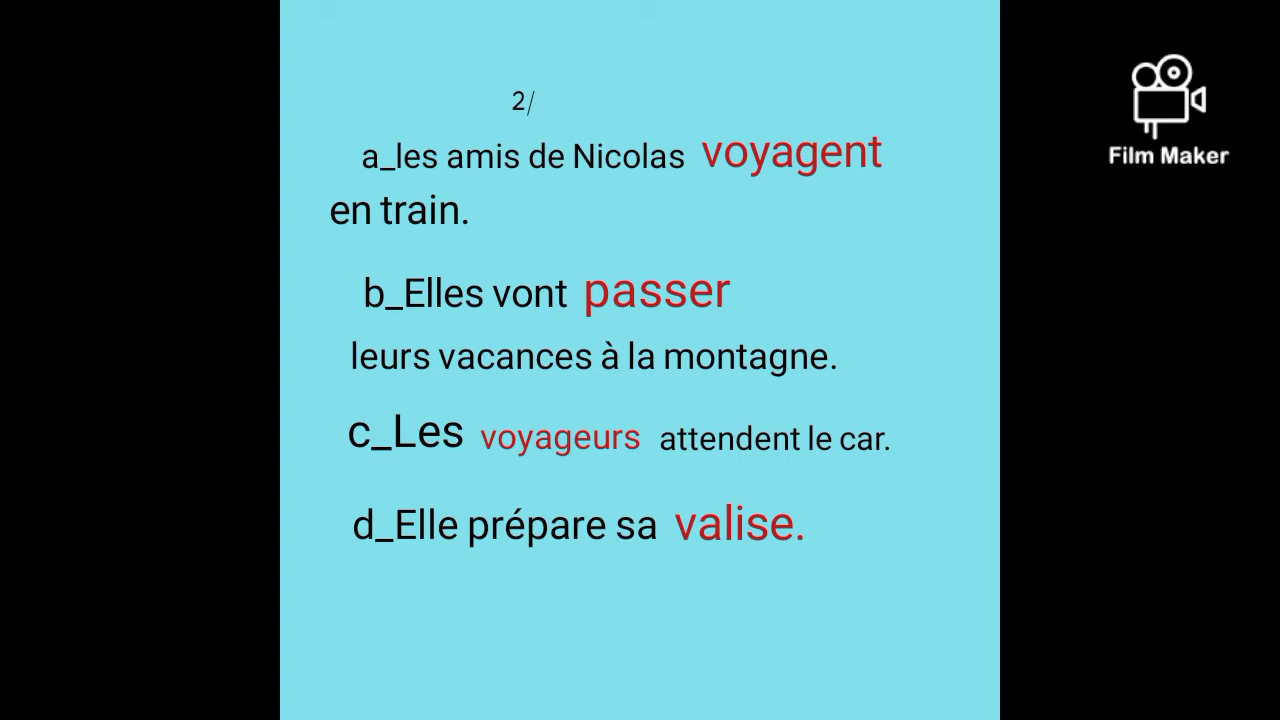 2/
a_les amis de Nicolas voyagent
en train.
b_Elles vont passer
leurs vacances à la montagne.
c_Les voyageurs attendent le car.
d_Elle prépare sa valise.
Film Maker